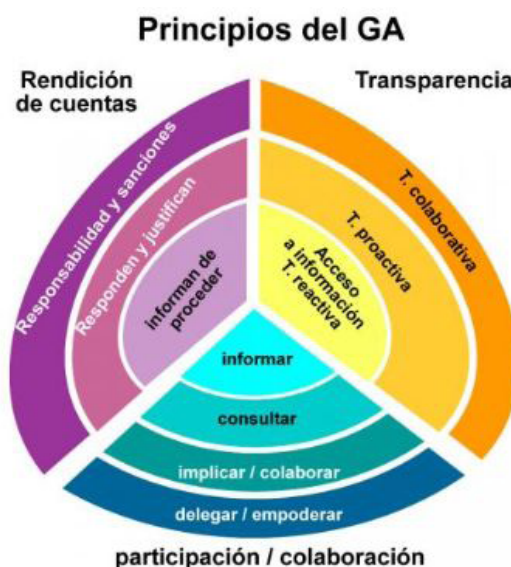 Principios del GA
Rendición
de cuentas
Transparencia
Responsabilidad y sanciones
Responden y justifican
informan de
proceder
Acceso
a información
T. reactiva
T. proactiva
T. colaborativa
informar
consultar
implicar / colaborar
delegar / empoderar
participación / colaboración